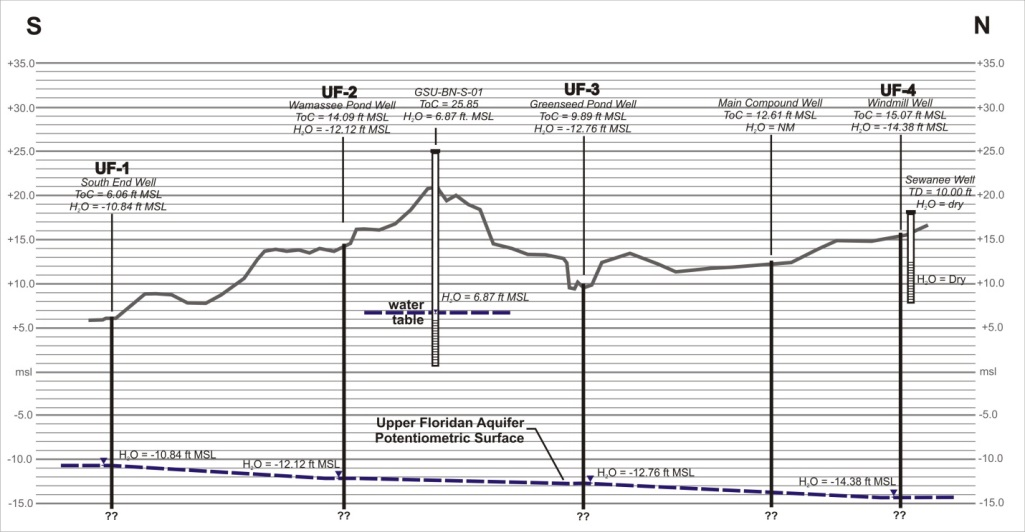 S
N
+35.0
+35.0
UF-2
Wamassee Pond Well
ToC = 14.09 ft MSL
H₂O = -12.12 ft MSL
GSU-BN-S-01
ToC = 25.85
H₂O = 6.87 ft. MSL
UF-3
Greenseed Pond Well
ToC = 9.89 ft MSL
H₂O = -12.76 ft MSL
Main Compound Well
ToC = 12.61 ft MSL
H₂O = NM
UF-4
Windmill Well
ToC = 15.07 ft MSL
H₂O = -14.38 ft MSL
+30.0
+30.0
+25.0
+25.0
UF-1
South End Well
ToC = 6.06 ft MSL
H₂O = -10.84 ft MSL
Sewanee Well
TD = 10.00 ft.
H₂O = dry
+20.0
+20.0
+15.0
+15.0
+10.0
+10.0
H₂O = Dry
H₂O = 6.87 ft MSL
water
table
+5.0
+5.0
msl
msl
-5.0
-5.0
Upper Floridan Aquifer
Potentiometric Surface
-10.0
-10.0
H₂O = -10.84 ft MSL
H₂O = -12.12 ft MSL
H₂O = -12.76 ft MSL
H₂O = -14.38 ft MSL
-15.0
-15.0
??
??
??
??
??